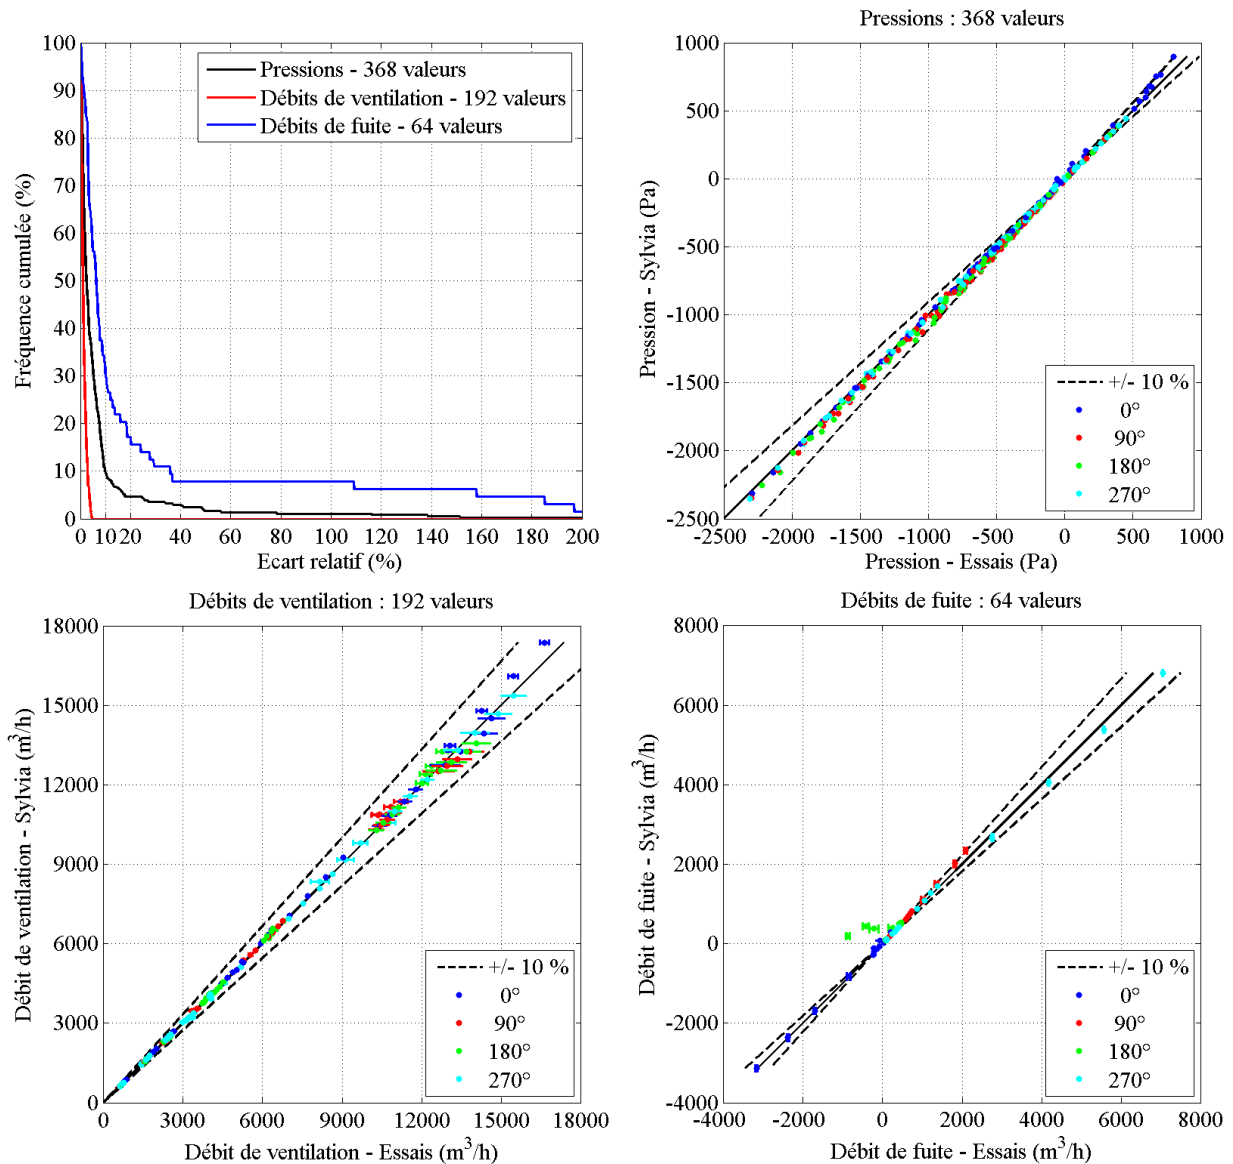 100
90
80
70
60
50
40
30
20
10
0
Fréquence cumulée (%)
Pressions - 368 valeurs
Débits de ventilation - 192 valeurs
Débits de fuite - 64 valeurs
0 10 20 40 60 80 100 120 140 160 180 200
Ecart relatif (%)
Pressions : 368 valeurs
1000
500
0
-500
-1000
-1500
-2000
-2500
Pression - Sylvia (Pa)
+/- 10 %
0°
90°
180°
270°
-2500 -2000 -1500 -1000 -500 0 500 1000
Pression - Essais (Pa)
Débits de ventilation : 192 valeurs
18000
15000
12000
9000
6000
3000
0
Débit de ventilation - Sylvia (m³/h)
+/- 10 %
0°
90°
180°
270°
0 3000 6000 9000 12000 15000 18000
Débit de ventilation - Essais (m³/h)
Débits de fuite : 64 valeurs
8000
6000
4000
2000
0
-2000
-4000
Débit de fuite - Sylvia (m³/h)
+/- 10 %
0°
90°
180°
270°
-4000 -2000 0 2000 4000 6000 8000
Débit de fuite - Essais (m³/h)